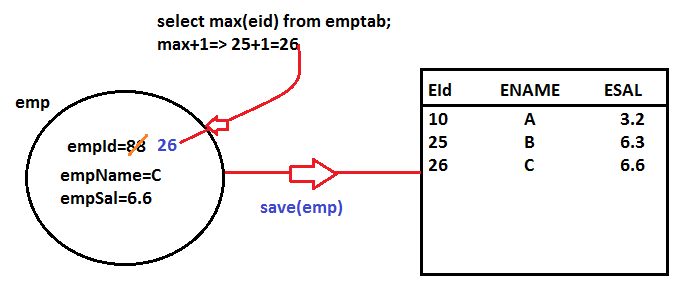 select max(eid) from emptab;
max+1=> 25+1=26
emp
empId=88 26
empName=C
empSal=6.6
save(emp)
EId ENAME ESAL
10 A 3.2
25 B 6.3
26 C 6.6